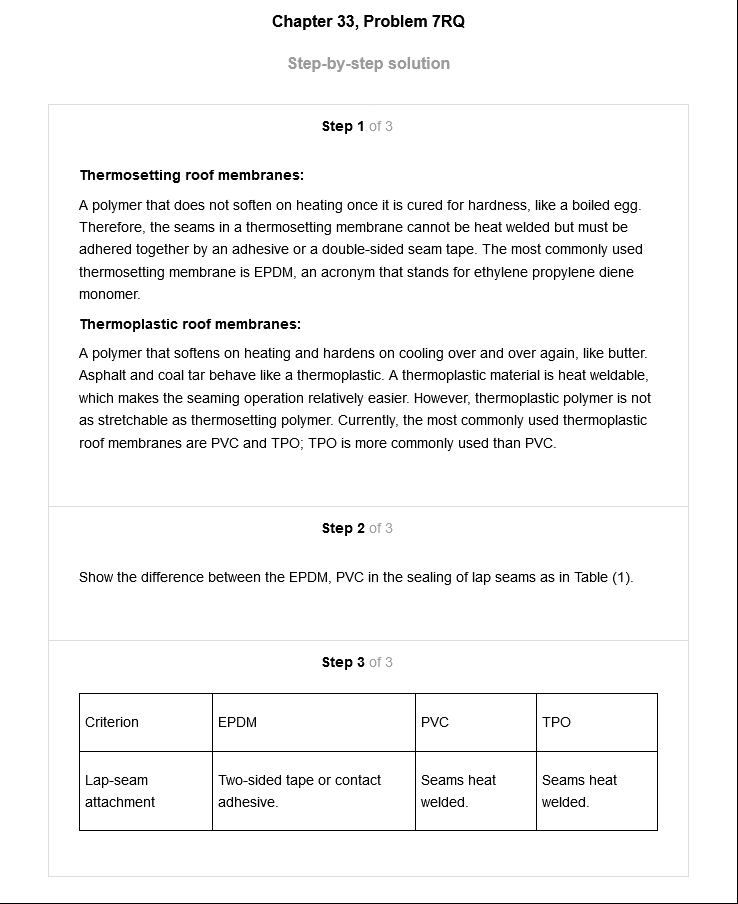 Chapter 33, Problem 7RQ
Step-by-step solution
Step 1 of 3
Thermosetting roof membranes:
A polymer that does not soften on heating once it is cured for hardness, like a boiled egg.
Therefore, the seams in a thermosetting membrane cannot be heat welded but must be
adhered together by an adhesive or a double-sided seam tape. The most commonly used
thermosetting membrane is EPDM, an acronym that stands for ethylene propylene diene
monomer.
Thermoplastic roof membranes:
A polymer that softens on heating and hardens on cooling over and over again, like butter.
Asphalt and coal tar behave like a thermoplastic. A thermoplastic material is heat weldable,
which makes the seaming operation relatively easier. However, thermoplastic polymer is not
as stretchable as thermosetting polymer. Currently, the most commonly used thermoplastic
roof membranes are PVC and TPO; TPO is more commonly used than PVC.
Step 2 of 3
Show the difference between the EPDM, PVC in the sealing of lap seams as in Table (1).
Step 3 of 3
Criterion EPDM PVC TPO
Lap-seam Two-sided tape or contact Seams heat Seams heat
attachment adhesive. welded. welded.